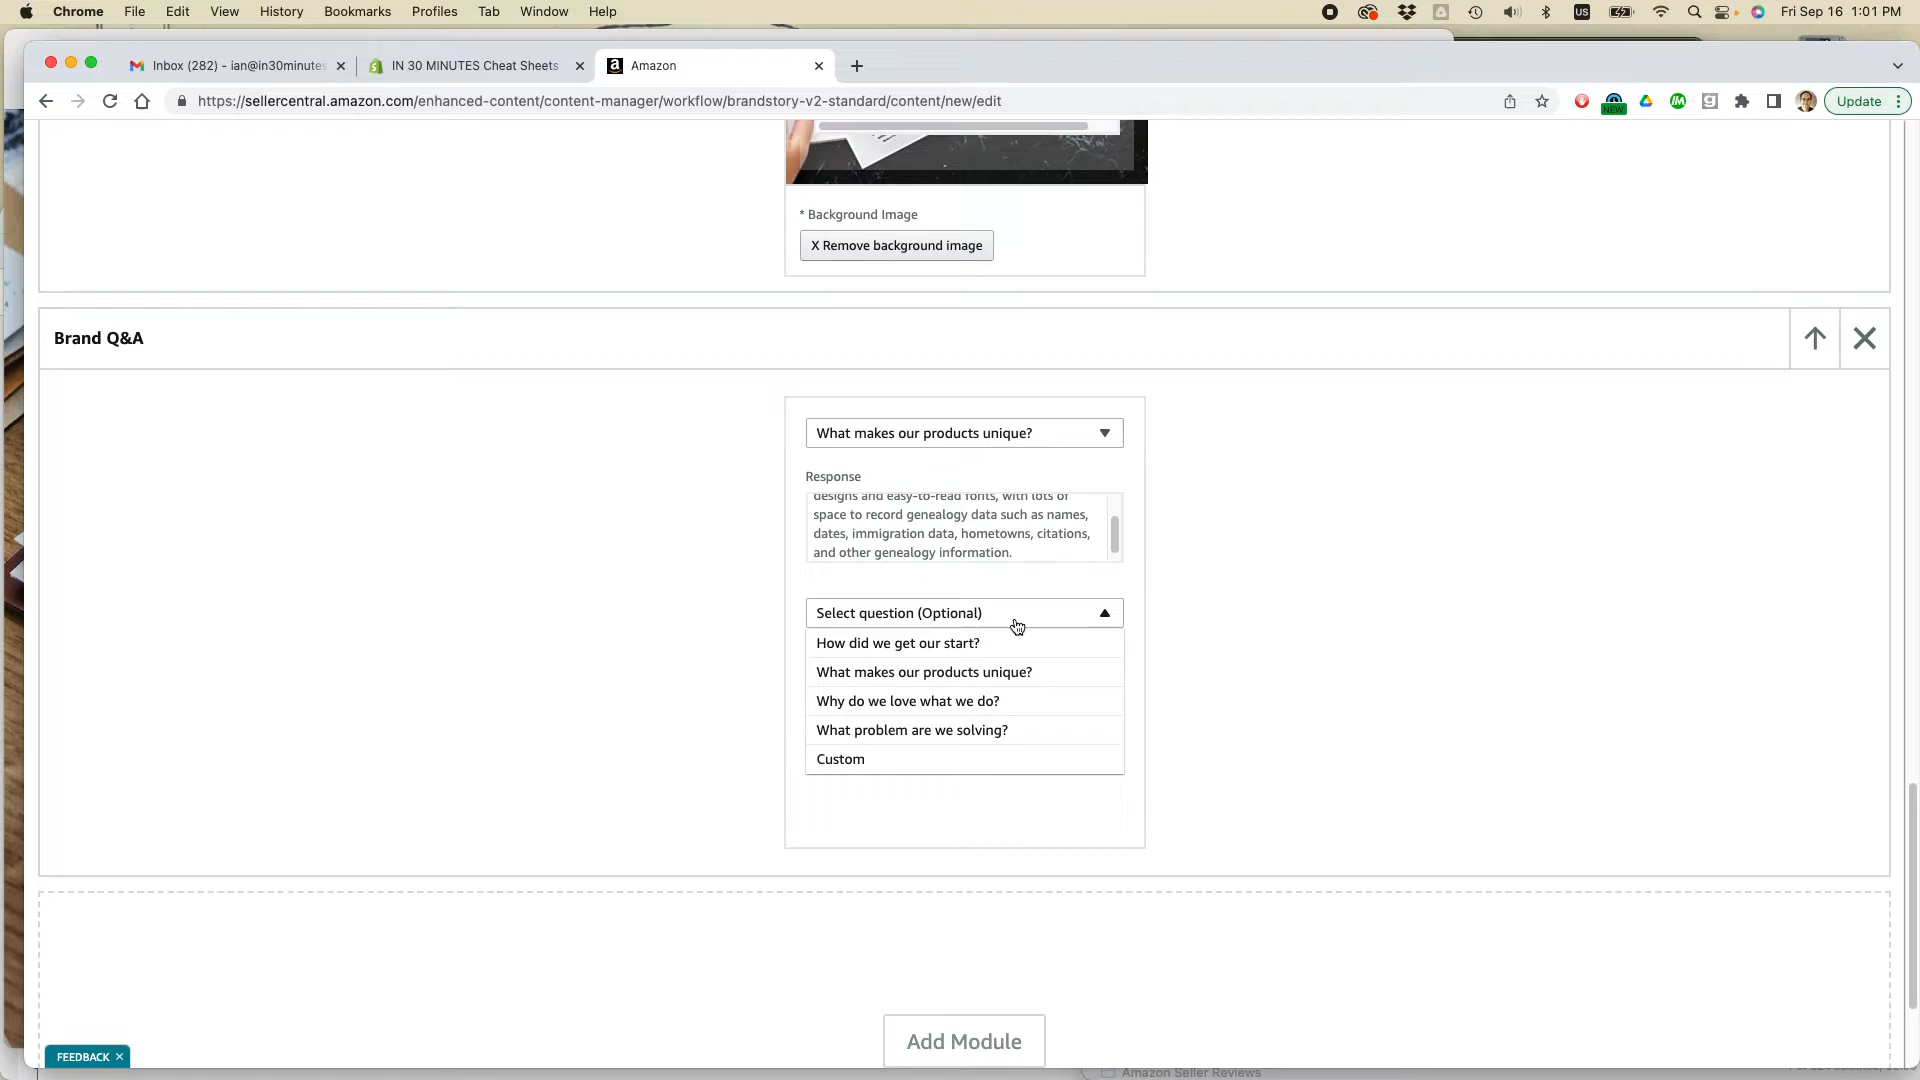 Chrome File Edit View History Bookmarks Profiles Tab Window Help US Fri Sep 16 1:01 PM
Inbox (282) - ian@in30minutes IN 30 MINUTES Cheat Sheets a Amazon
https://sellercentral.amazon.com/enhanced-content/content-manager/workflow/brandstory-v2-standard/content/new/edit NEW Update
* Background Image
X Remove background image
Brand Q&A
What makes our products unique?
Response
designs and easy-to-read fonts, with lots of
space to record genealogy data such as names,
dates, immigration data, hometowns, citations,
and other genealogy information.
Select question (Optional)
How did we get our start?
What makes our products unique?
Why do we love what we do?
What problem are we solving?
Custom
Add Module
FEEDBACK
Amazon Seller Reviews